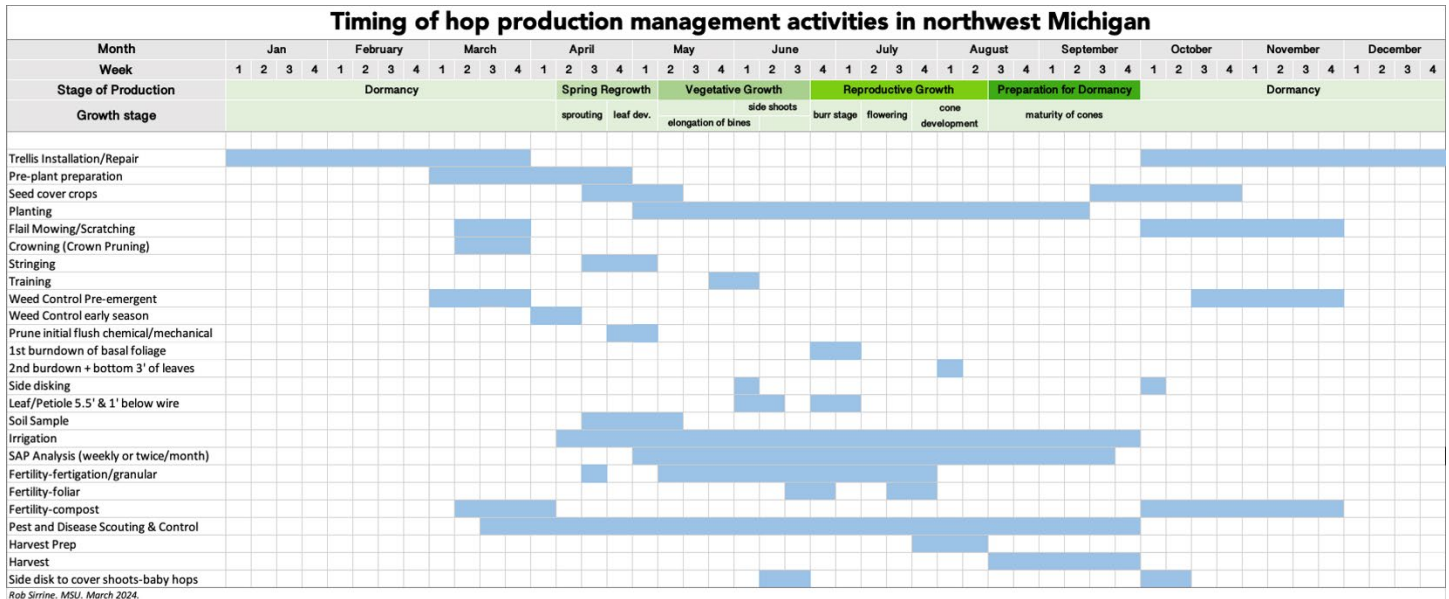 Timing of hop production management activities in northwest Michigan
Month Jan February March April May June July August September October November December
Week 1 2 3 4 1 2 3 4 1 2 3 4 1 2 3 4 1 2 3 4 1 2 3 4 1 2 3 4 1 2 3 4 1 2 3 4 1 2 3 4 1 2 3 4 1 2 3 4
Stage of Production Dormancy Spring Regrowth Vegetative Growth Reproductive Growth Preparation for Dormancy Dormancy
Growth stage sprouting leaf dev. elongation of bines side shoots burr stage flowering cone development maturity of cones
Trellis Installation/Repair
Pre-plant preparation
Seed cover crops
Planting
Flail Mowing/Scratching
Crowning (Crown Pruning)
Stringing
Training
Weed Control Pre-emergent
Weed Control early season
Prune initial flush chemical/mechanical
1st burndown of basal foliage
2nd burdown + bottom 3' of leaves
Side disking
Leaf/Petiole 5.5' & 1' below wire
Soil Sample
Irrigation
SAP Analysis (weekly or twice/month)
Fertility-fertigation/granular
Fertility-foliar
Fertility-compost
Pest and Disease Scouting & Control
Harvest Prep
Harvest
Side disk to cover shoots-baby hops
Rob Sirrine. MSU. March 2024.